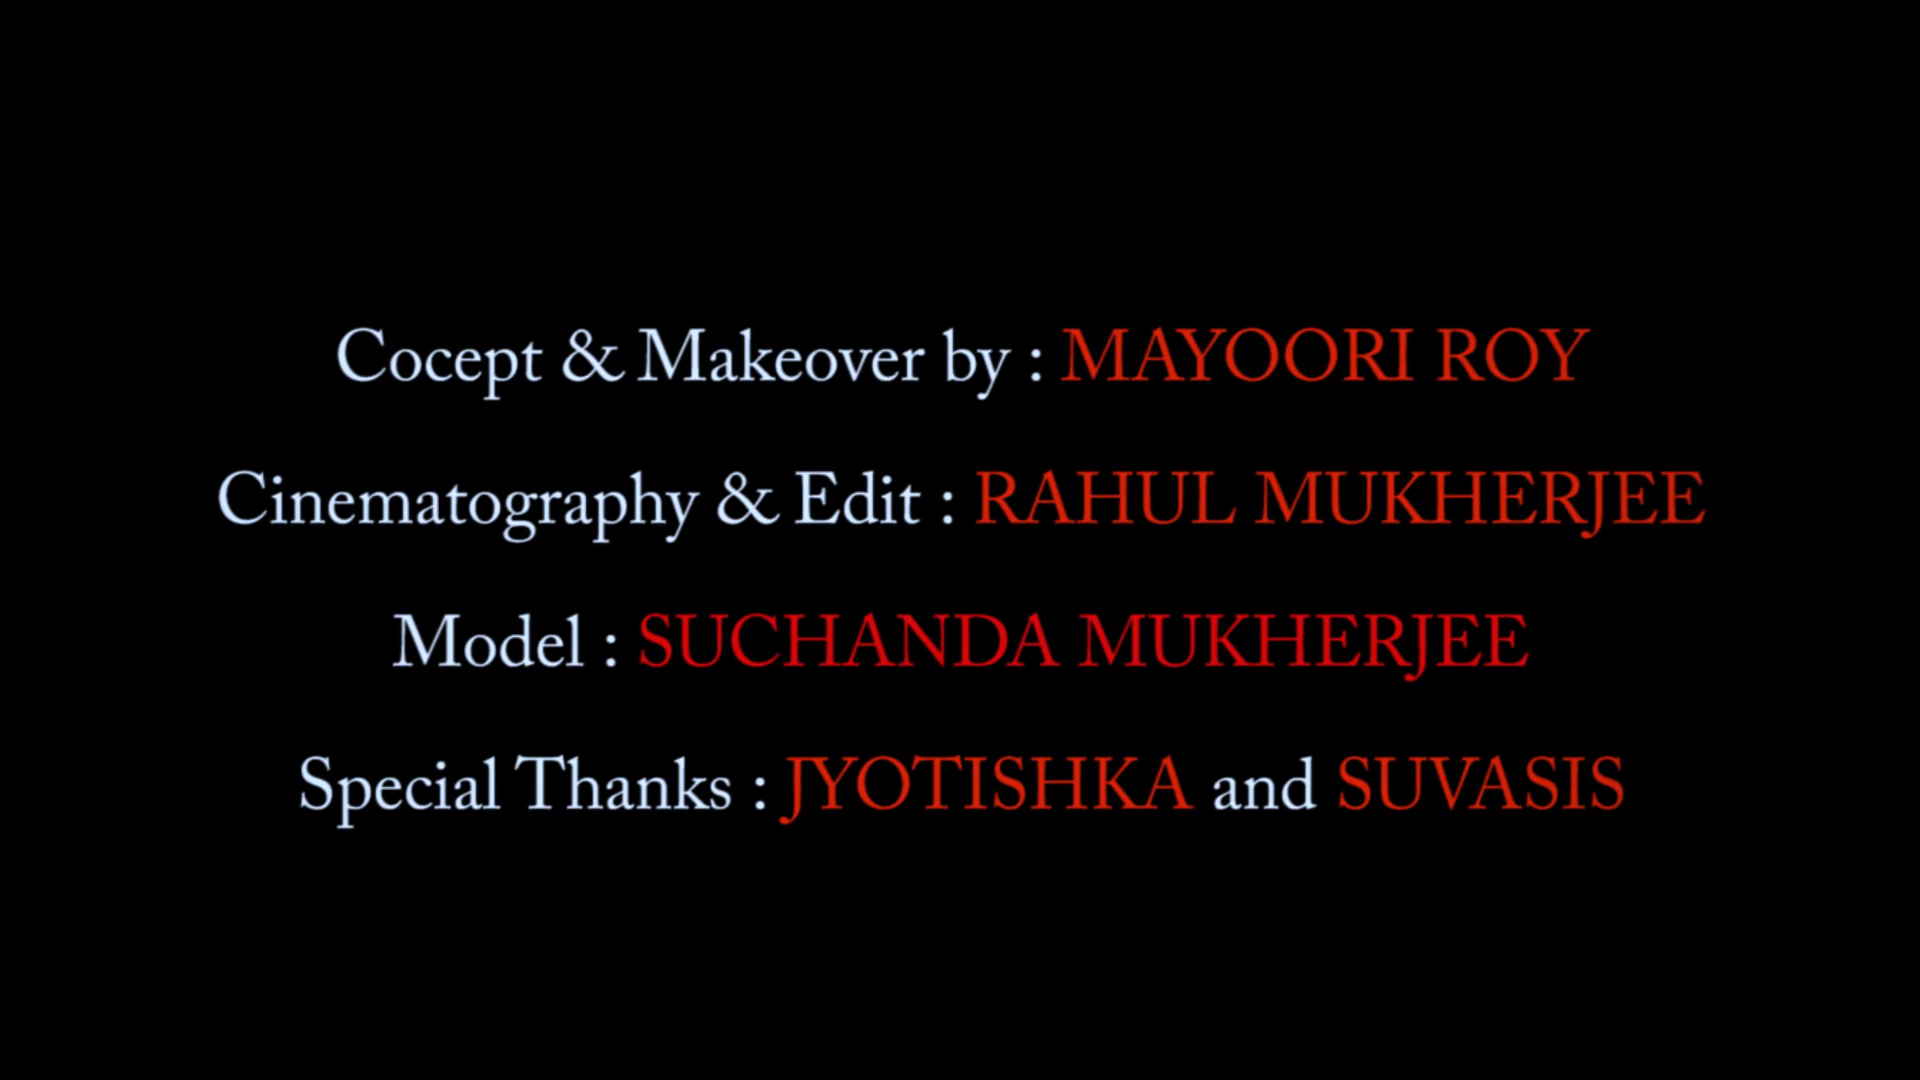 Cocept & Makeover by : MAYOORI ROY
Cinematography & Edit : RAHUL MUKHERJEE
Model : SUCHANDA MUKHERJEE
Special Thanks : JYOTISHKA and SUVASIS